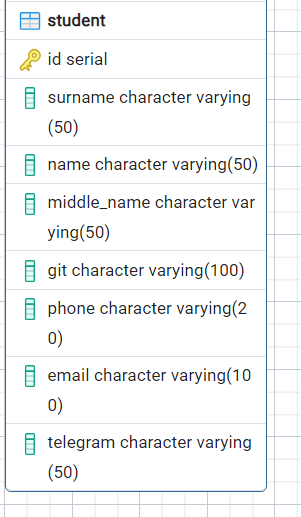 student
id serial
surname character varying
(50)
name character varying(50)
middle_name character var
ying(50)
git character varying(100)
phone character varying(2
0)
email character varying(10
0)
telegram character varying
(50)